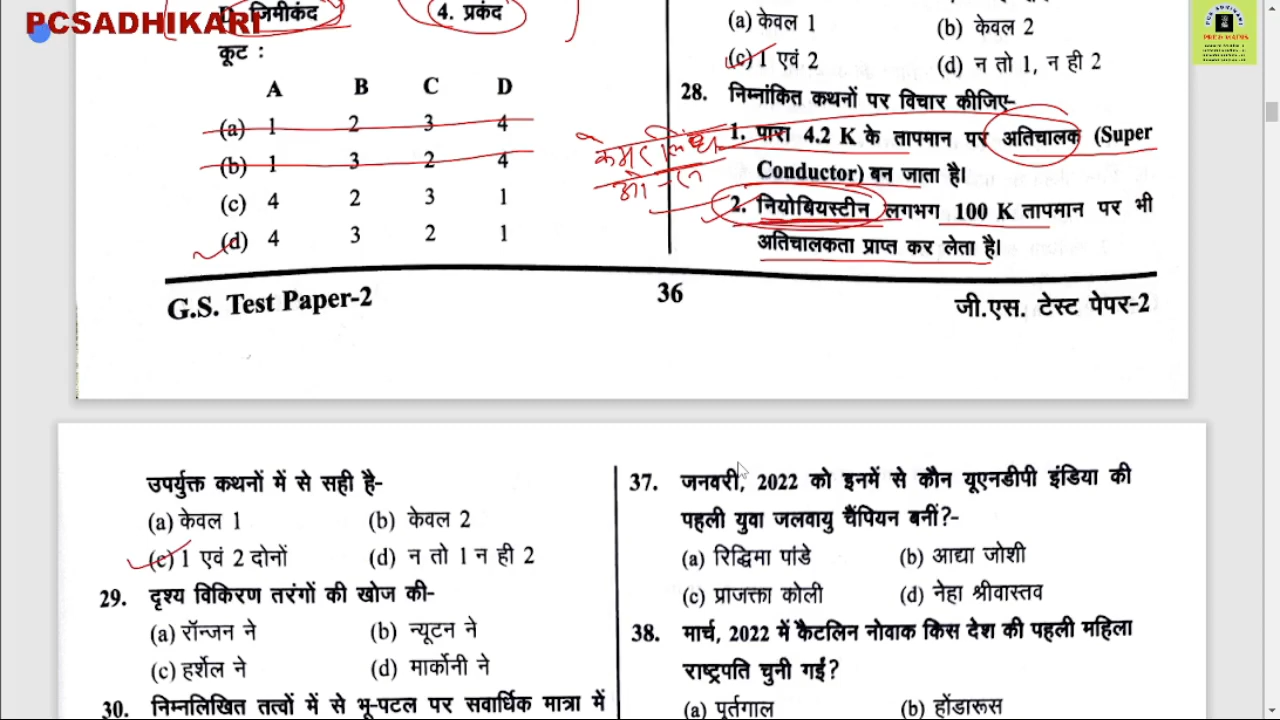 PCSADHIKARI
जिमीकंद
4. प्रकंद
कूट :
A B C D
(a) 1 2 3 4
(b) 1 3 2 4
(c) 4 2 3 1
(d) 4 3 2 1
(a) केवल 1 (b) केवल 2
(c) 1 एवं 2 (d) न तो 1, न ही 2
28. निम्नांकित कथनों पर विचार कीजिए-
1. पारा 4.2 K के तापमान पर अतिचालक (Super
Conductor) बन जाता है।
2. नियोबियस्टीन लगभग 100 K तापमान पर भी
अतिचालकता प्राप्त कर लेता है।
G.S. Test Paper-2 36 जी.एस. टेस्ट पेपर-2
उपर्युक्त कथनों में से सही है-
(a) केवल 1 (b) केवल 2
(c) 1 एवं 2 दोनों (d) न तो 1 न ही 2
29. दृश्य विकिरण तरंगों की खोज की-
(a) रॉन्जन ने (b) न्यूटन ने
(c) हर्शेल ने (d) मार्कोनी ने
30. निम्नलिखित तत्वों में से भू-पटल पर सवार्धिक मात्रा में
37. जनवरी, 2022 को इनमें से कौन यूएनडीपी इंडिया की
पहली युवा जलवायु चैंपियन बनीं?-
(a) रिद्धिमा पांडे (b) आद्या जोशी
(c) प्राजक्ता कोली (d) नेहा श्रीवास्तव
38. मार्च, 2022 में कैटलिन नोवाक किस देश की पहली महिला
राष्ट्रपति चुनी गईं?
(a) पुर्तगाल (b) होंडारूस